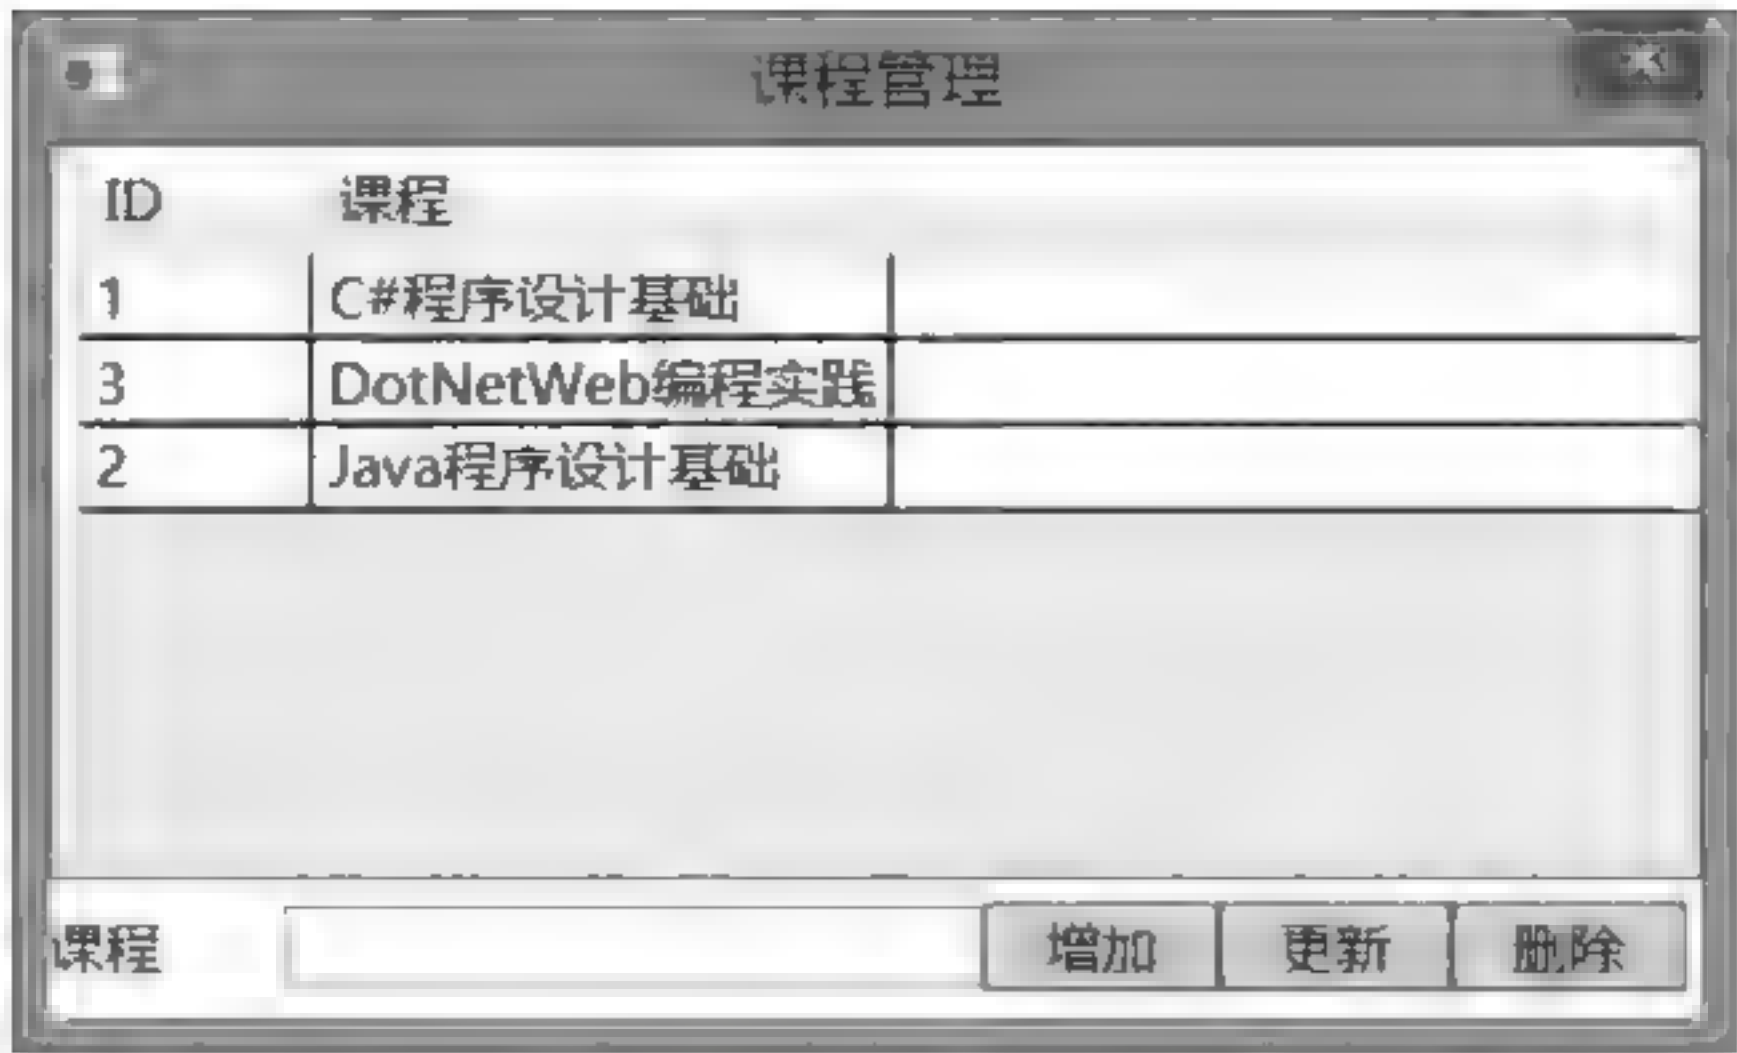 课程管理
ID 课程
1 C#程序设计基础
3 DotNetWeb编程实践
2 Java程序设计基础
课程 增加 更新 删除